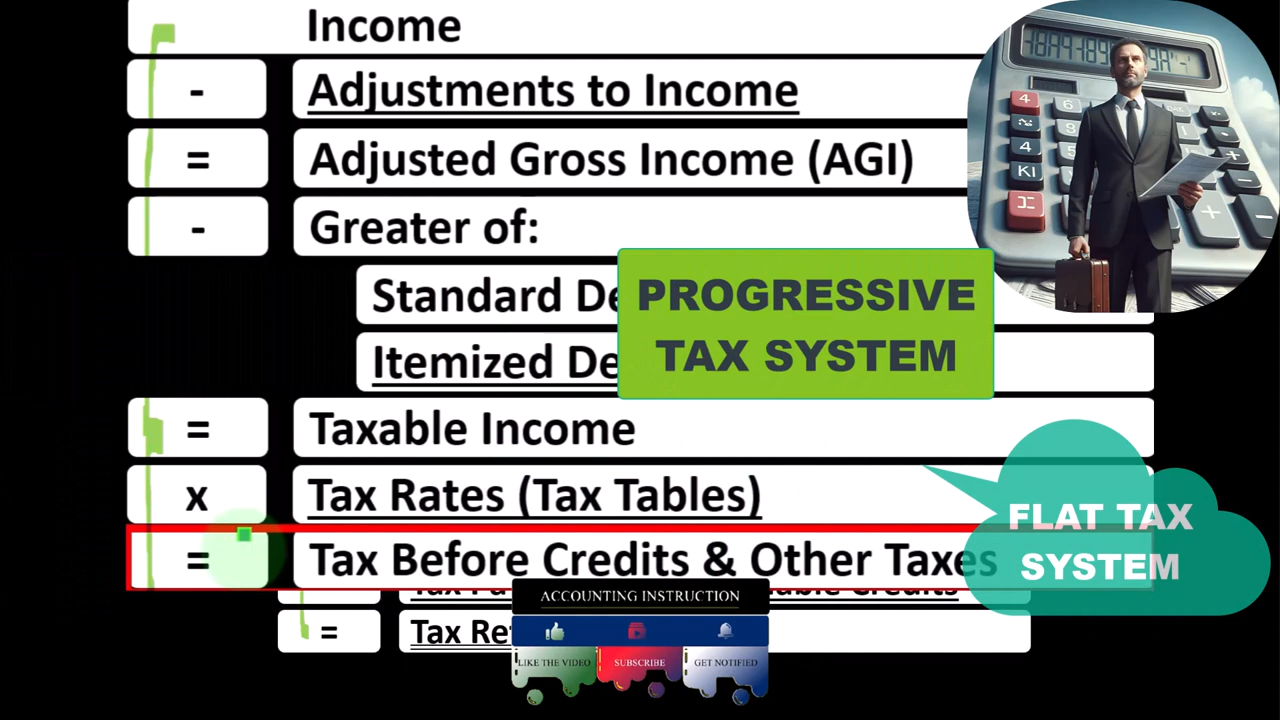 Income
- Adjustments to Income
= Adjusted Gross Income (AGI)
- Greater of:
Standard De
Itemized De
PROGRESSIVE
TAX SYSTEM
= Taxable Income
x Tax Rates (Tax Tables)
= Tax Before Credits & Other Taxes
FLAT TAX
SYSTEM
Credits
= Tax Re
ACCOUNTING INSTRUCTION
LIKE THE VIDEO
SUBSCRIBE
GET NOTIFIED